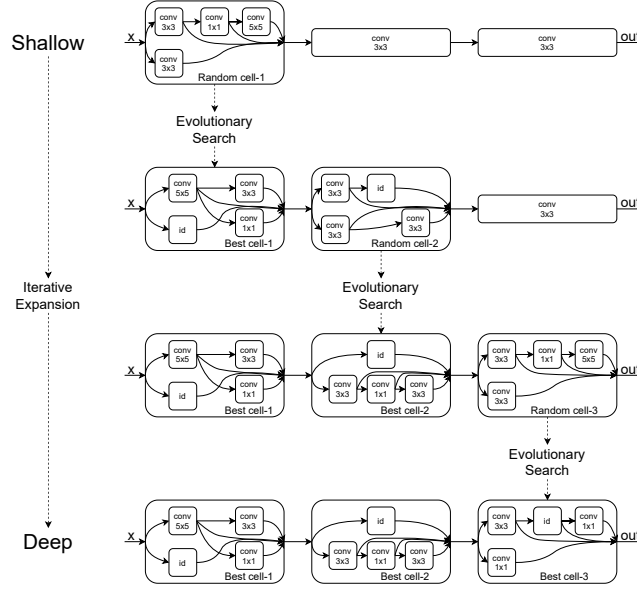 Shallow
x
conv
3x3
conv
1x1
conv
5x5
conv
3x3
Random cell-1
conv
3x3
conv
3x3
out
Evolutionary
Search
x
conv
5x5
conv
3x3
id
conv
1x1
Best cell-1
conv
3x3
id
conv
3x3
conv
3x3
Random cell-2
conv
3x3
out
Iterative
Expansion
Evolutionary
Search
x
conv
5x5
conv
3x3
id
conv
1x1
Best cell-1
id
conv
3x3
conv
1x1
conv
3x3
Best cell-2
conv
3x3
conv
1x1
conv
5x5
conv
3x3
Random cell-3
out
Evolutionary
Search
Deep
x
conv
5x5
conv
3x3
id
conv
1x1
Best cell-1
id
conv
3x3
conv
1x1
conv
3x3
Best cell-2
conv
3x3
id
conv
1x1
conv
1x1
Best cell-3
out